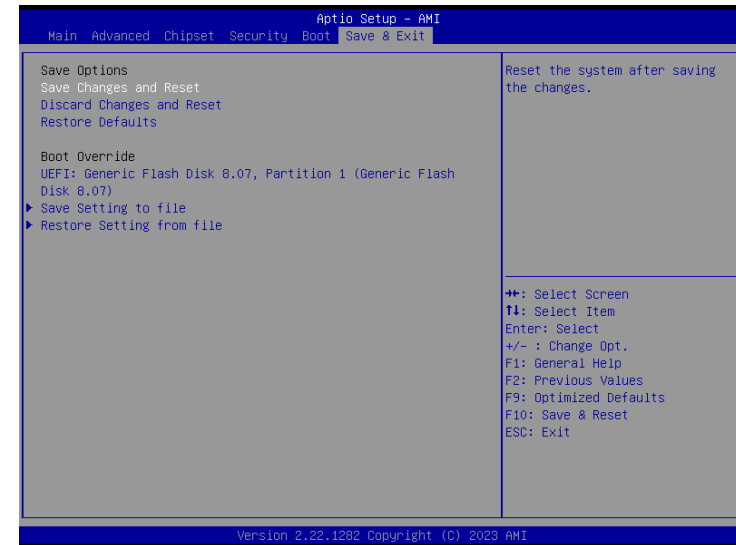 Aptio Setup – AMI
Main Advanced Chipset Security Boot Save & Exit
Save Options
Save Changes and Reset
Discard Changes and Reset
Restore Defaults
Boot Override
UEFI: Generic Flash Disk 8.07, Partition 1 (Generic Flash
Disk 8.07)
Save Setting to file
Restore Setting from file
Reset the system after saving
the changes.
→←: Select Screen
↑↓: Select Item
Enter: Select
+/- : Change Opt.
F1: General Help
F2: Previous Values
F9: Optimized Defaults
F10: Save & Reset
ESC: Exit
Version 2.22.1282 Copyright (C) 2023 AMI